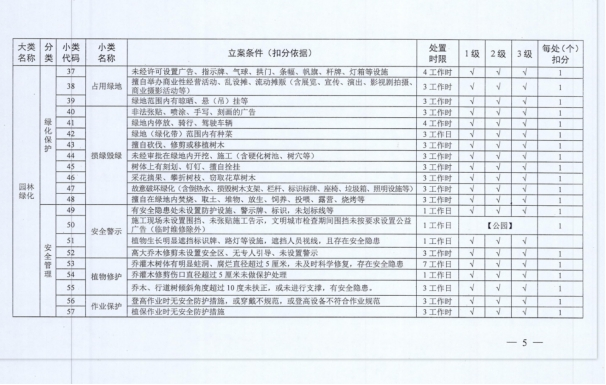 大类名称 分类 小类代码 小类名称 立案条件（扣分依据） 处置时限 1级 2级 3级 每处（个）扣分
园林绿化 绿化保护 占用绿地 37 未经许可设置广告、指示牌、气球、拱门、条幅、帆旗、杆牌、灯箱等设施 4 工作时 √ √ √ 1
38 擅自举办商业性经营活动、乱设摊、流动摊贩（含展览、宣传、演出、影视剧拍摄、商业摄影活动等） 3 工作时 √ √ √ 1
39 绿地范围内有晾晒、悬（吊）挂等 3 工作时 √ √ √ 1
损绿毁绿 40 非法张贴、喷涂、手写、刻画的广告 3 工作时 √ √ √ 1
41 绿地内停放、骑行、驾驶车辆 4 工作时 √ √ √ 1
42 绿地（绿化带）范围内有种菜 3 工作日 √ √ √ 1
43 擅自砍伐、修剪或移植树木 3 工作日 √ √ √ 1
44 未经审批在绿地内开挖、施工（含硬化树池、树穴等） 3 工作日 √ √ √ 1
45 树体上有刻划、钉钉、擅自拴挂 3 工作时 √ √ √ 1
46 采花摘果、攀折树枝、窃取花草树木 3 工作时 √ √ √ 1
47 故意破坏绿化（含倒热水、损毁树木支架、栏杆、标识标牌、座椅、垃圾箱、照明设施等） 3 工作时 √ √ √ 1
48 擅自在绿地内焚烧、取土、堆物、放生、饲养、投喂、露营、烧烤等 3 工作时 √ √ √ 1
安全管理 安全警示 49 有安全隐患处未设置防护设施、警示牌、标识，未划标线等 1 工作日 √ √ √ 1
50 施工现场未设置围挡、未张贴施工告示，文明城市检查期间围挡未按要求设置公益广告（临时维修除外） 1 工作日 【公园】 1
51 植物生长明显遮挡标识牌、路灯等设施，遮挡人员视线，且存在安全隐患 1 工作日 √ √ √ 1
52 高大乔木修剪未设置安全区，无专人引导、未设置警示 3 工作时 √ √ √ 1
植物修护 53 乔灌木树体有明显蛀洞、腐烂直径超过 5 厘米，未及时科学修复，存在安全隐患 7 工作日 √ √ √ 1
54 乔灌木修剪伤口直径超过 5 厘米未做保护处理 1 工作日 √ √ √ 1
55 乔木、行道树倾斜角度超过 10 度未扶正，或未进行支撑，有安全隐患。 3 工作日 √ √ √ 1
作业保护 56 登高作业时无安全防护措施，或穿戴不规范，或登高设备不符合作业规范 3 工作时 √ √ √ 1
57 植保作业时无安全防护措施 3 工作时 √ √ √ 1
— 5 —